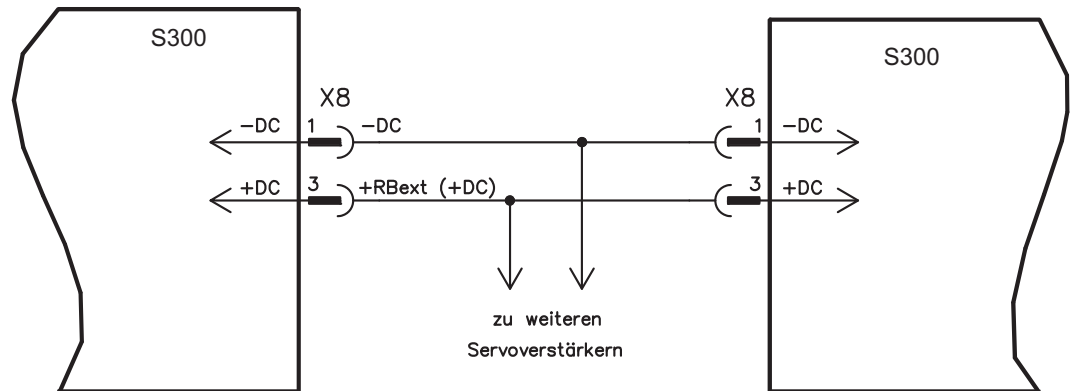 S300
S300
X8
X8
–DC
1
–DC
1
–DC
+DC
3
+RBext (+DC)
3
+DC
zu weiteren
Servoverstärkern